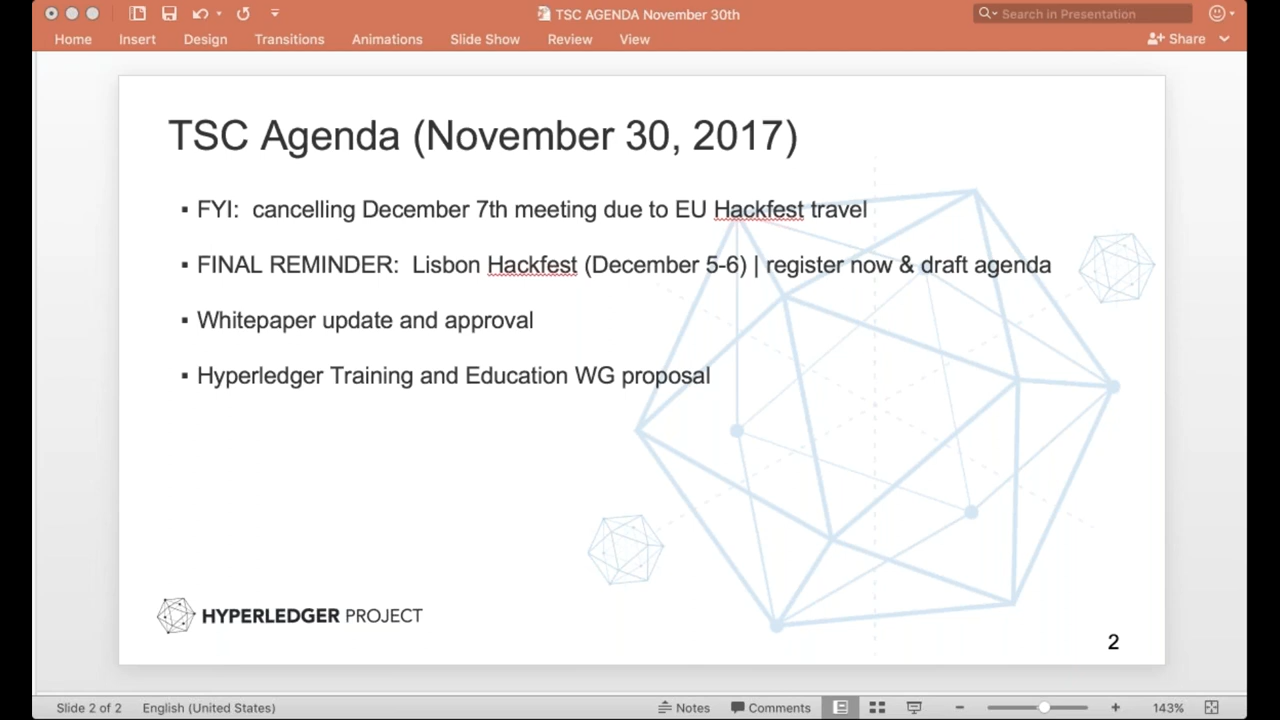 TSC AGENDA November 30th
Search in Presentation
Home Insert Design Transitions Animations Slide Show Review View Share
TSC Agenda (November 30, 2017)
▪ FYI: cancelling December 7th meeting due to EU Hackfest travel
▪ FINAL REMINDER: Lisbon Hackfest (December 5-6) | register now & draft agenda
▪ Whitepaper update and approval
▪ Hyperledger Training and Education WG proposal
HYPERLEDGER PROJECT
2
Slide 2 of 2 English (United States) Notes Comments 143%